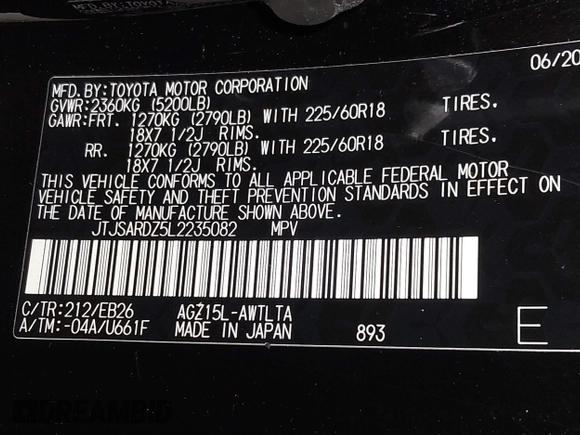 06/20
MFD.BY:TOYOTA MOTOR CORPORATION
GVWR:2360KG (5200LB)
GAWR:FRT. 1270KG (2790LB) WITH 225/60R18 TIRES.
18X7 1/2J RIMS.
RR. 1270KG (2790LB) WITH 225/60R18 TIRES.
18X7 1/2J RIMS.
THIS VEHICLE CONFORMS TO ALL APPLICABLE FEDERAL MOTOR
VEHICLE SAFETY AND THEFT PREVENTION STANDARDS IN EFFECT ON
THE DATE OF MANUFACTURE SHOWN ABOVE.
JTJSARDZ5L2235082 MPV
C/TR:212/EB26 AGZ15L-AWTLTA
A/TM:-04A/U661F MADE IN JAPAN 893 E
DREAMBID